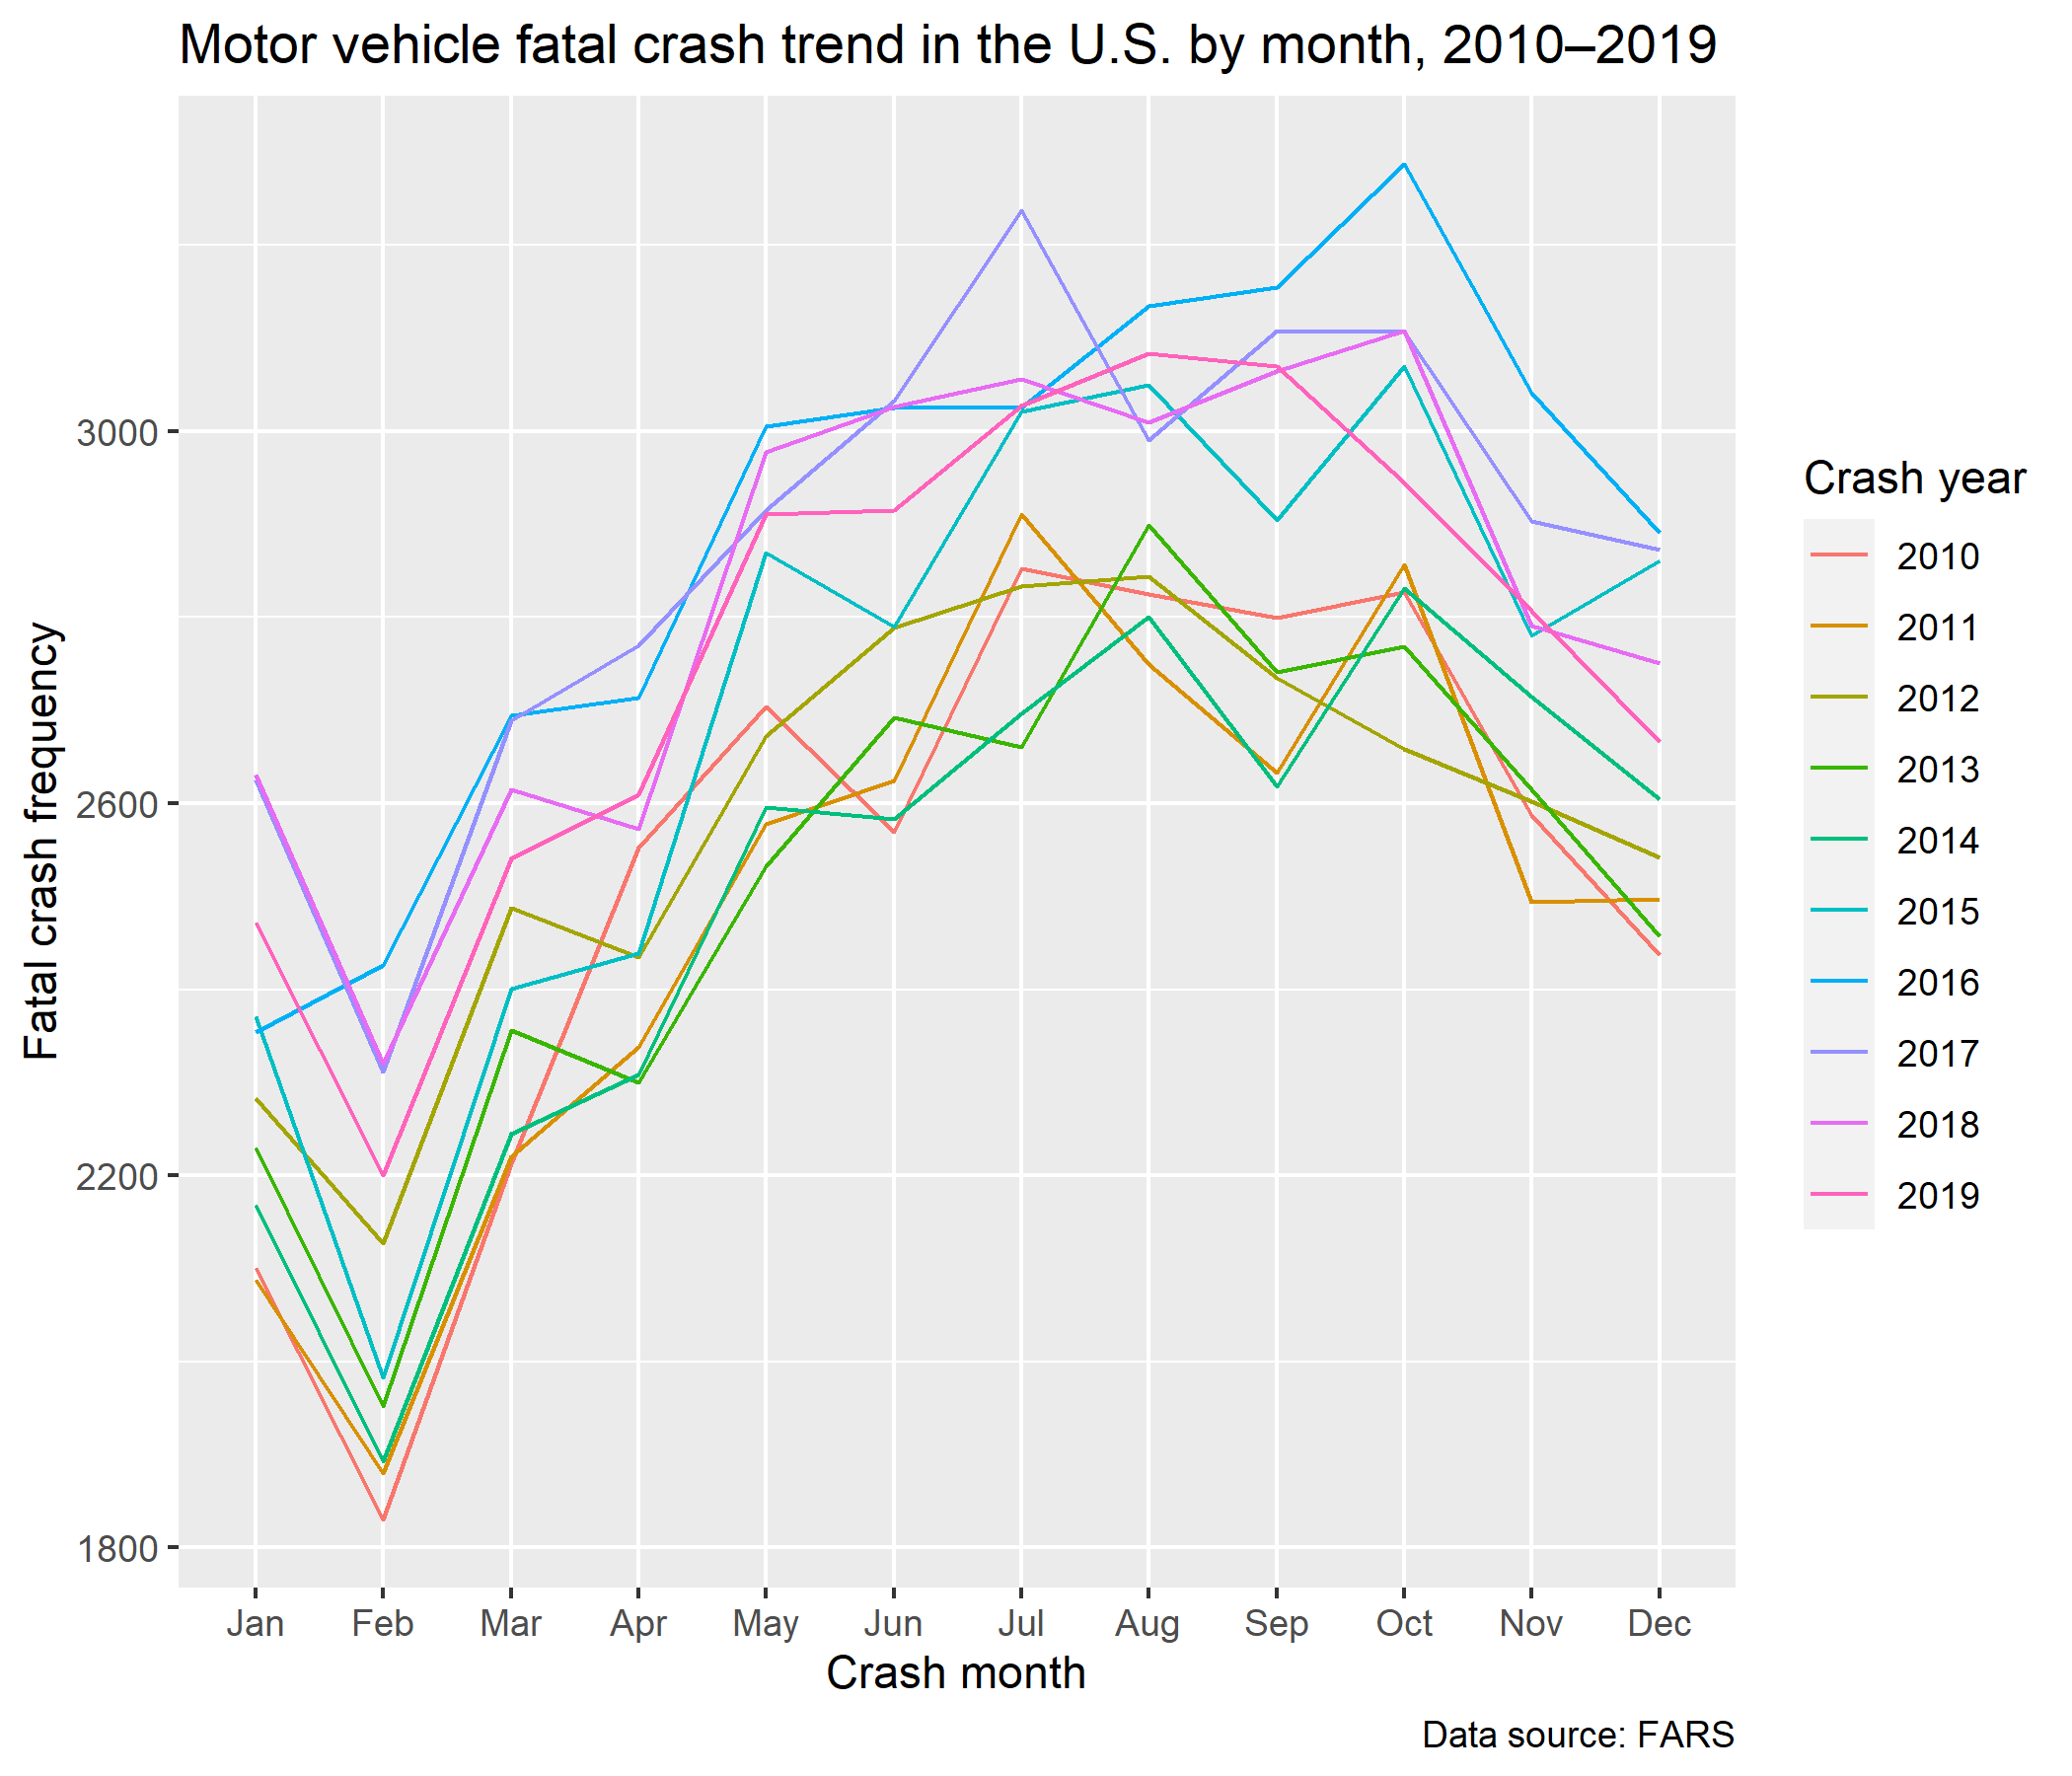 Motor vehicle fatal crash trend in the U.S. by month, 2010–2019
Fatal crash frequency
3000
2600
2200
1800
Jan Feb Mar Apr May Jun Jul Aug Sep Oct Nov Dec
Crash month
Crash year
2010
2011
2012
2013
2014
2015
2016
2017
2018
2019
Data source: FARS